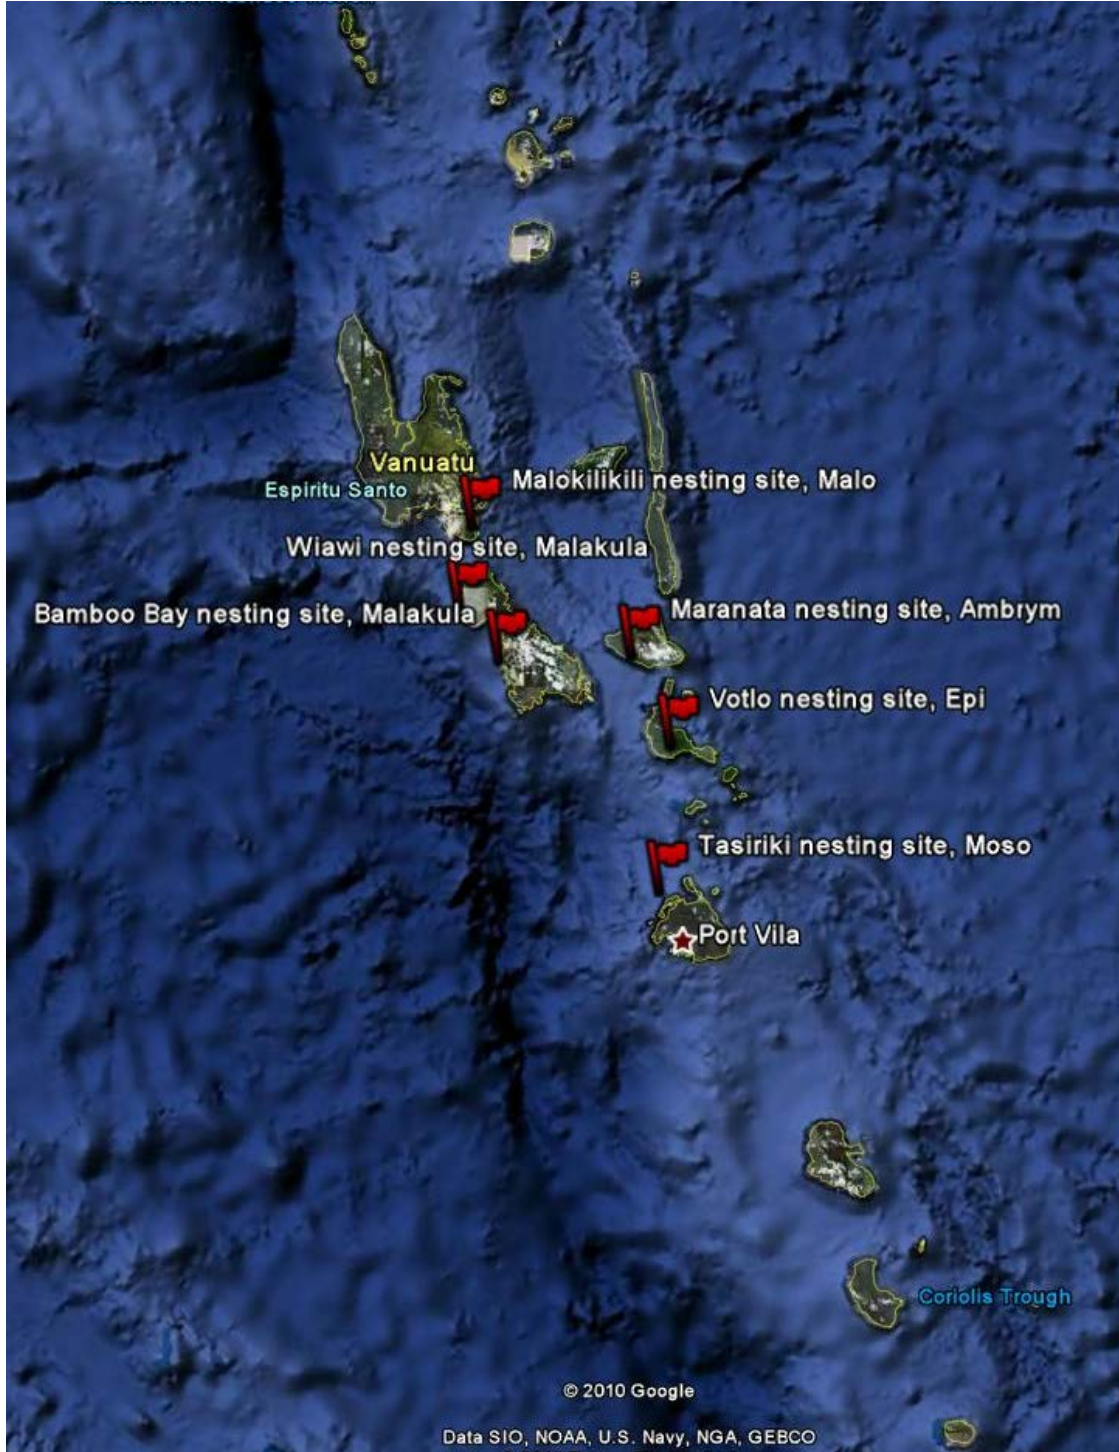 Vanuatu
Malokilikili nesting site, Malo
Espiritu Santo
Wiawi nesting site, Malakula
Bamboo Bay nesting site, Malakula
Maranata nesting site, Ambrym
Votlo nesting site, Epi
Tasiriki nesting site, Moso
Port Vila
Coriolis Trough
© 2010 Google
Data SIO, NOAA, U.S. Navy, NGA, GEBCO